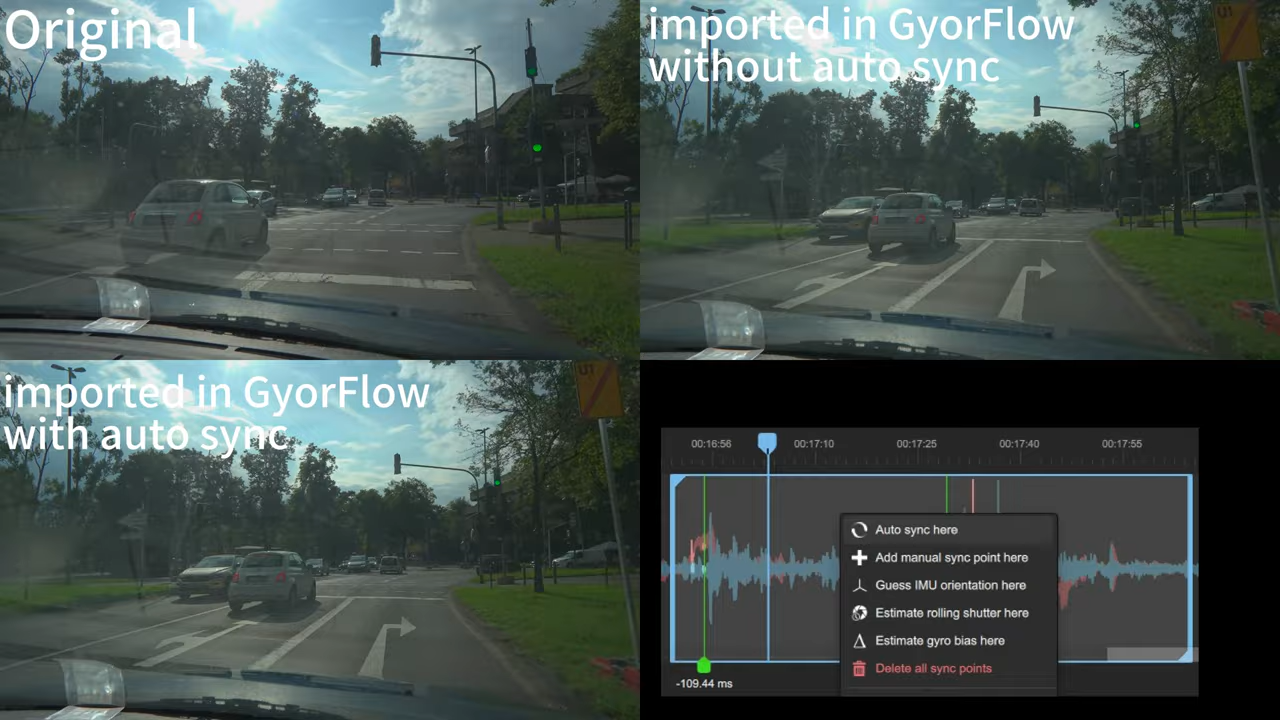 Original
imported in GyorFlow
without auto sync
U1
imported in GyorFlow
with auto sync
U1
00:16:56 00:17:10 00:17:25 00:17:40 00:17:55
Auto sync here
Add manual sync point here
Guess IMU orientation here
Estimate rolling shutter here
Estimate gyro bias here
Delete all sync points
-109.44 ms